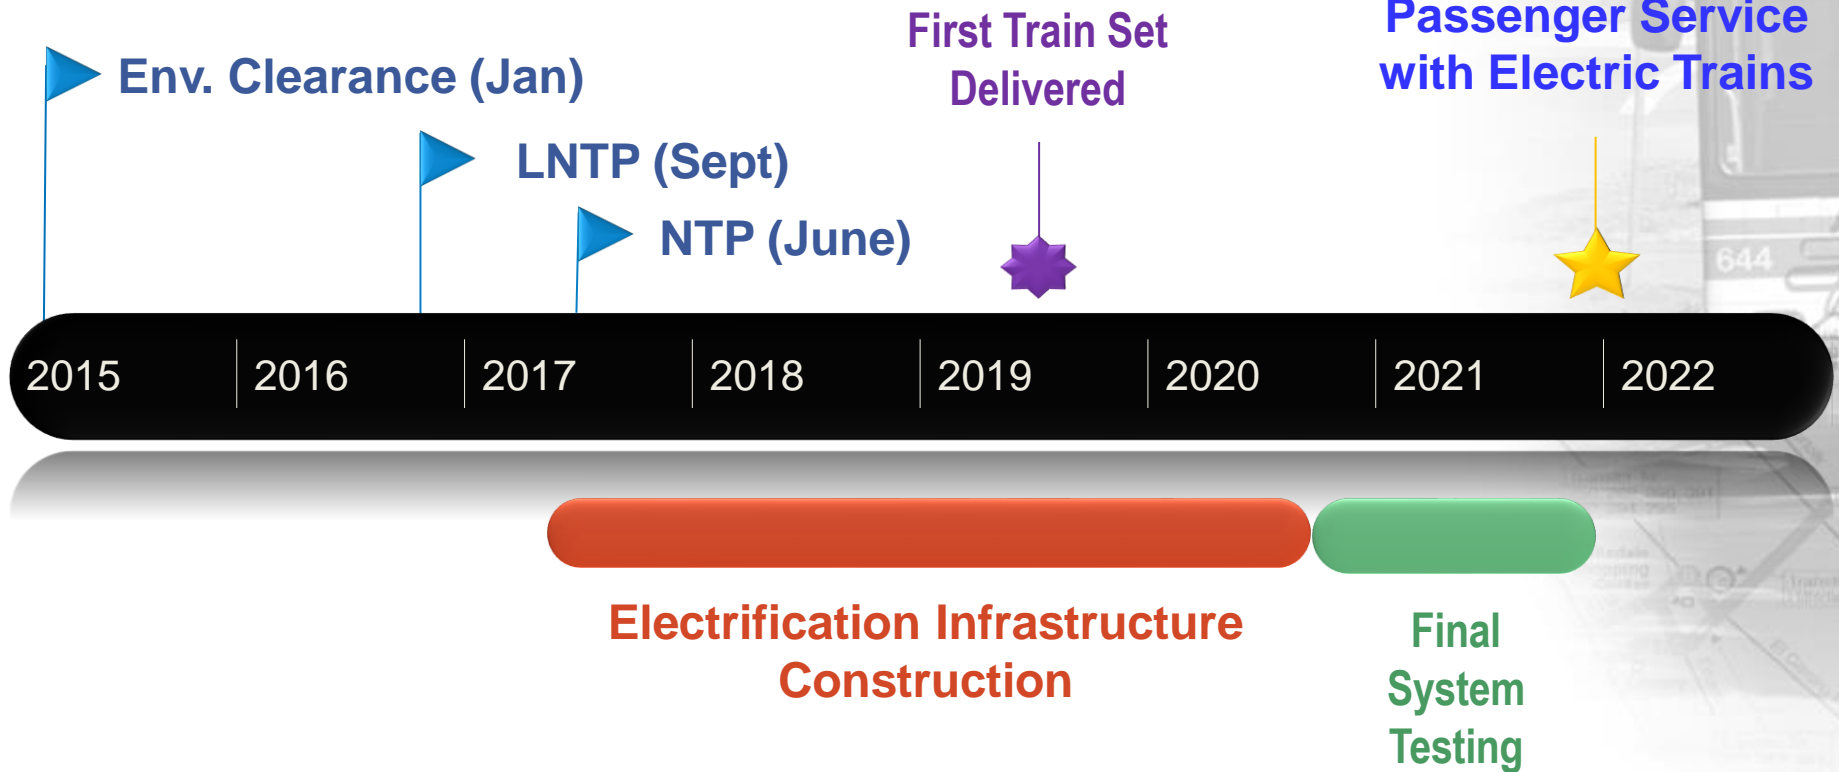 First Train Set
Delivered
Passenger Service
with Electric Trains
Env. Clearance (Jan)
LNTP (Sept)
NTP (June)
644
2015
2016
2017
2018
2019
2020
2021
2022
Electrification Infrastructure
Construction
Final
System
Testing